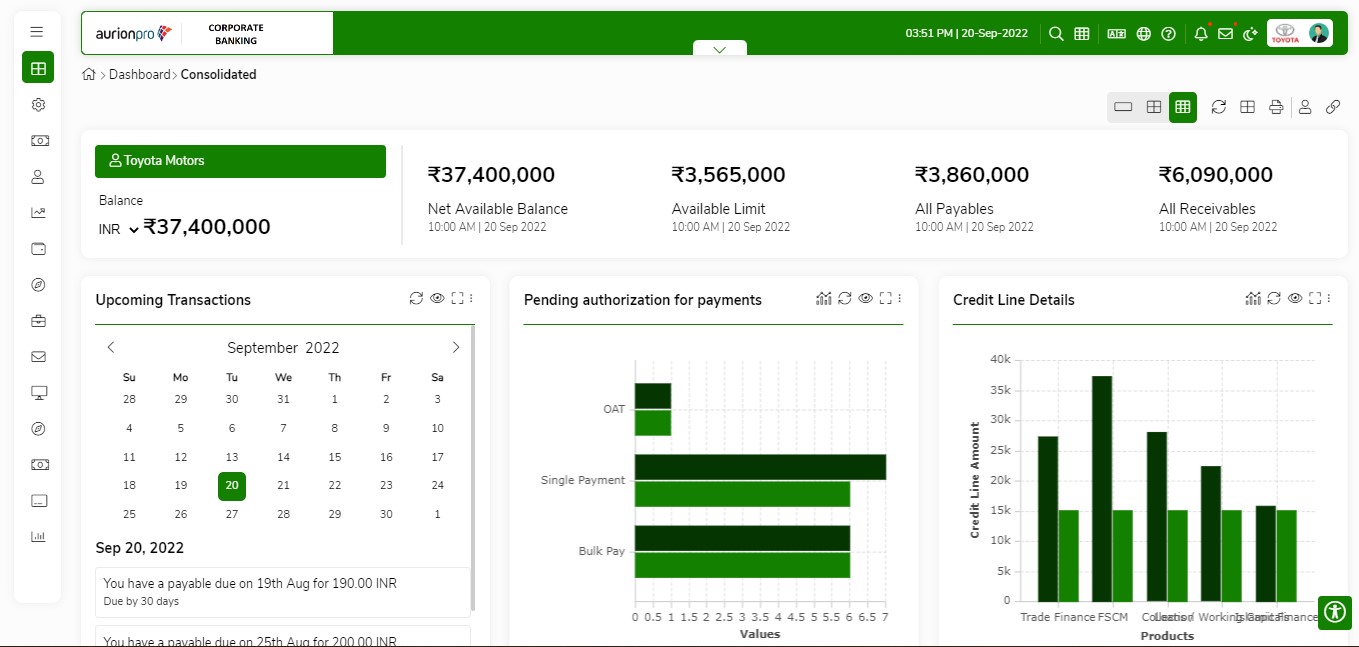 aurionpro
CORPORATE
BANKING
03:51 PM | 20-Sep-2022
TOYOTA
Dashboard > Consolidated
Toyota Motors
Balance
INR ₹37,400,000
₹37,400,000
Net Available Balance
10:00 AM | 20 Sep 2022
₹3,565,000
Available Limit
10:00 AM | 20 Sep 2022
₹3,860,000
All Payables
10:00 AM | 20 Sep 2022
₹6,090,000
All Receivables
10:00 AM | 20 Sep 2022
Upcoming Transactions
September 2022
Su Mo Tu We Th Fr Sa
28 29 30 31 1 2 3
4 5 6 7 8 9 10
11 12 13 14 15 16 17
18 19 20 21 22 23 24
25 26 27 28 29 30 1
Sep 20, 2022
You have a payable due on 19th Aug for 190.00 INR
Due by 30 days
You have a payable due on 25th Aug for 200.00 INR
Pending authorization for payments
OAT
Single Payment
Bulk Pay
0 0.5 1 1.5 2 2.5 3 3.5 4 4.5 5 5.5 6 6.5 7
Values
Credit Line Details
40k
35k
30k
25k
20k
15k
10k
5k
0
Credit Line Amount
Trade Finance FSCM Collection Loans / Working Capital Islamic Finance
Products